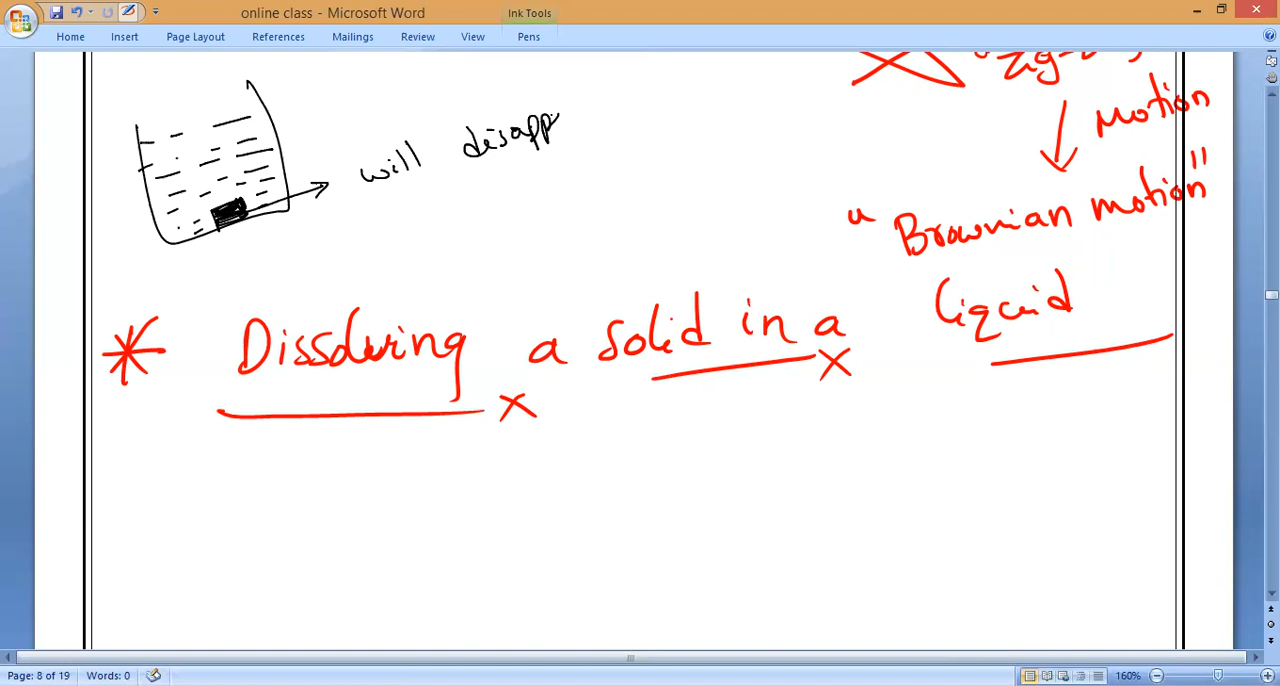 online class - Microsoft Word
Ink Tools
Home Insert Page Layout References Mailings Review View Pens
Motion
will disapp
"Brownian motion"
* Dissolving a solid in a liquid
Page: 8 of 19 Words: 0 160%